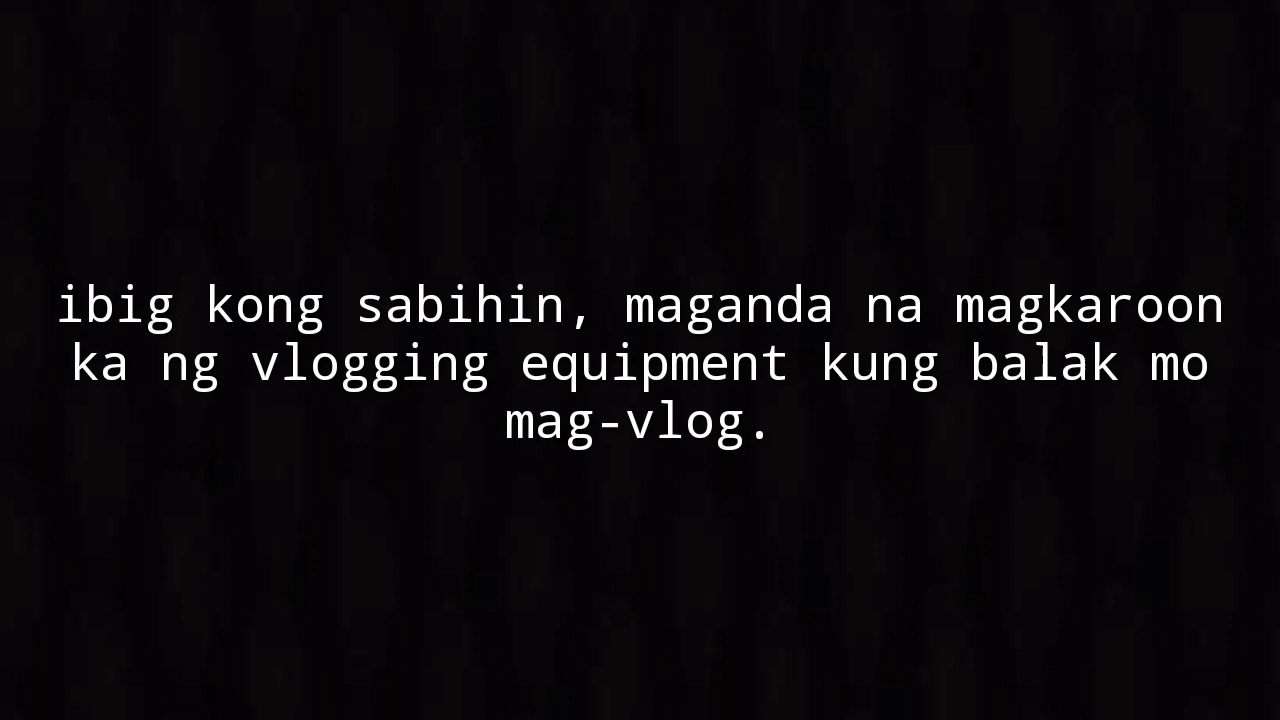 ibig kong sabihin, maganda na magkaroon
ka ng vlogging equipment kung balak mo
mag-vlog.